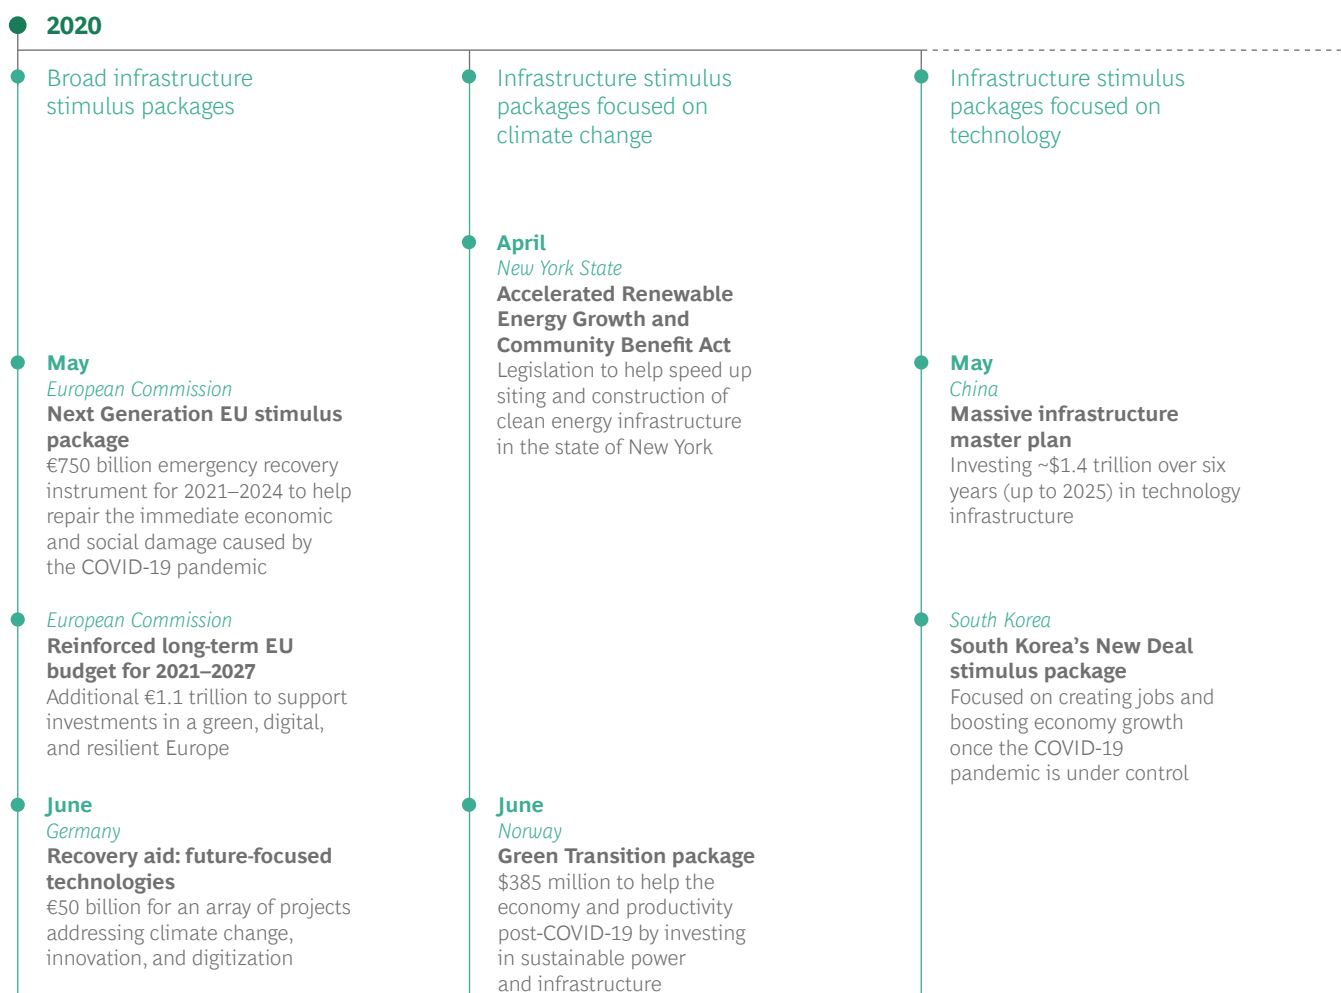 2020
Broad infrastructure
stimulus packages
May
European Commission
Next Generation EU stimulus
package
€750 billion emergency recovery
instrument for 2021–2024 to help
repair the immediate economic
and social damage caused by
the COVID-19 pandemic
European Commission
Reinforced long-term EU
budget for 2021–2027
Additional €1.1 trillion to support
investments in a green, digital,
and resilient Europe
June
Germany
Recovery aid: future-focused
technologies
€50 billion for an array of projects
addressing climate change,
innovation, and digitization
Infrastructure stimulus
packages focused on
climate change
April
New York State
Accelerated Renewable
Energy Growth and
Community Benefit Act
Legislation to help speed up
siting and construction of
clean energy infrastructure
in the state of New York
June
Norway
Green Transition package
$385 million to help the
economy and productivity
post-COVID-19 by investing
in sustainable power
and infrastructure
Infrastructure stimulus
packages focused on
technology
May
China
Massive infrastructure
master plan
Investing ~$1.4 trillion over six
years (up to 2025) in technology
infrastructure
South Korea
South Korea’s New Deal
stimulus package
Focused on creating jobs and
boosting economy growth
once the COVID-19
pandemic is under control